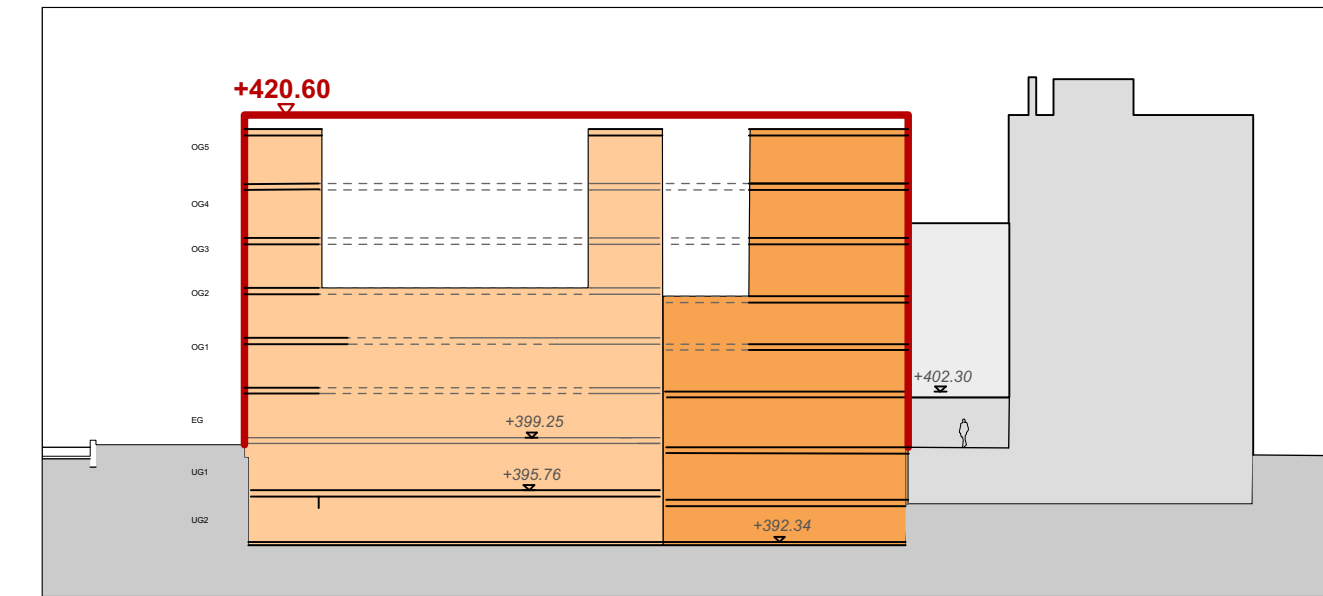 +420.60
OG5
OG4
OG3
OG2
OG1
+402.30
EG
+399.25
UG1
+395.76
UG2
+392.34